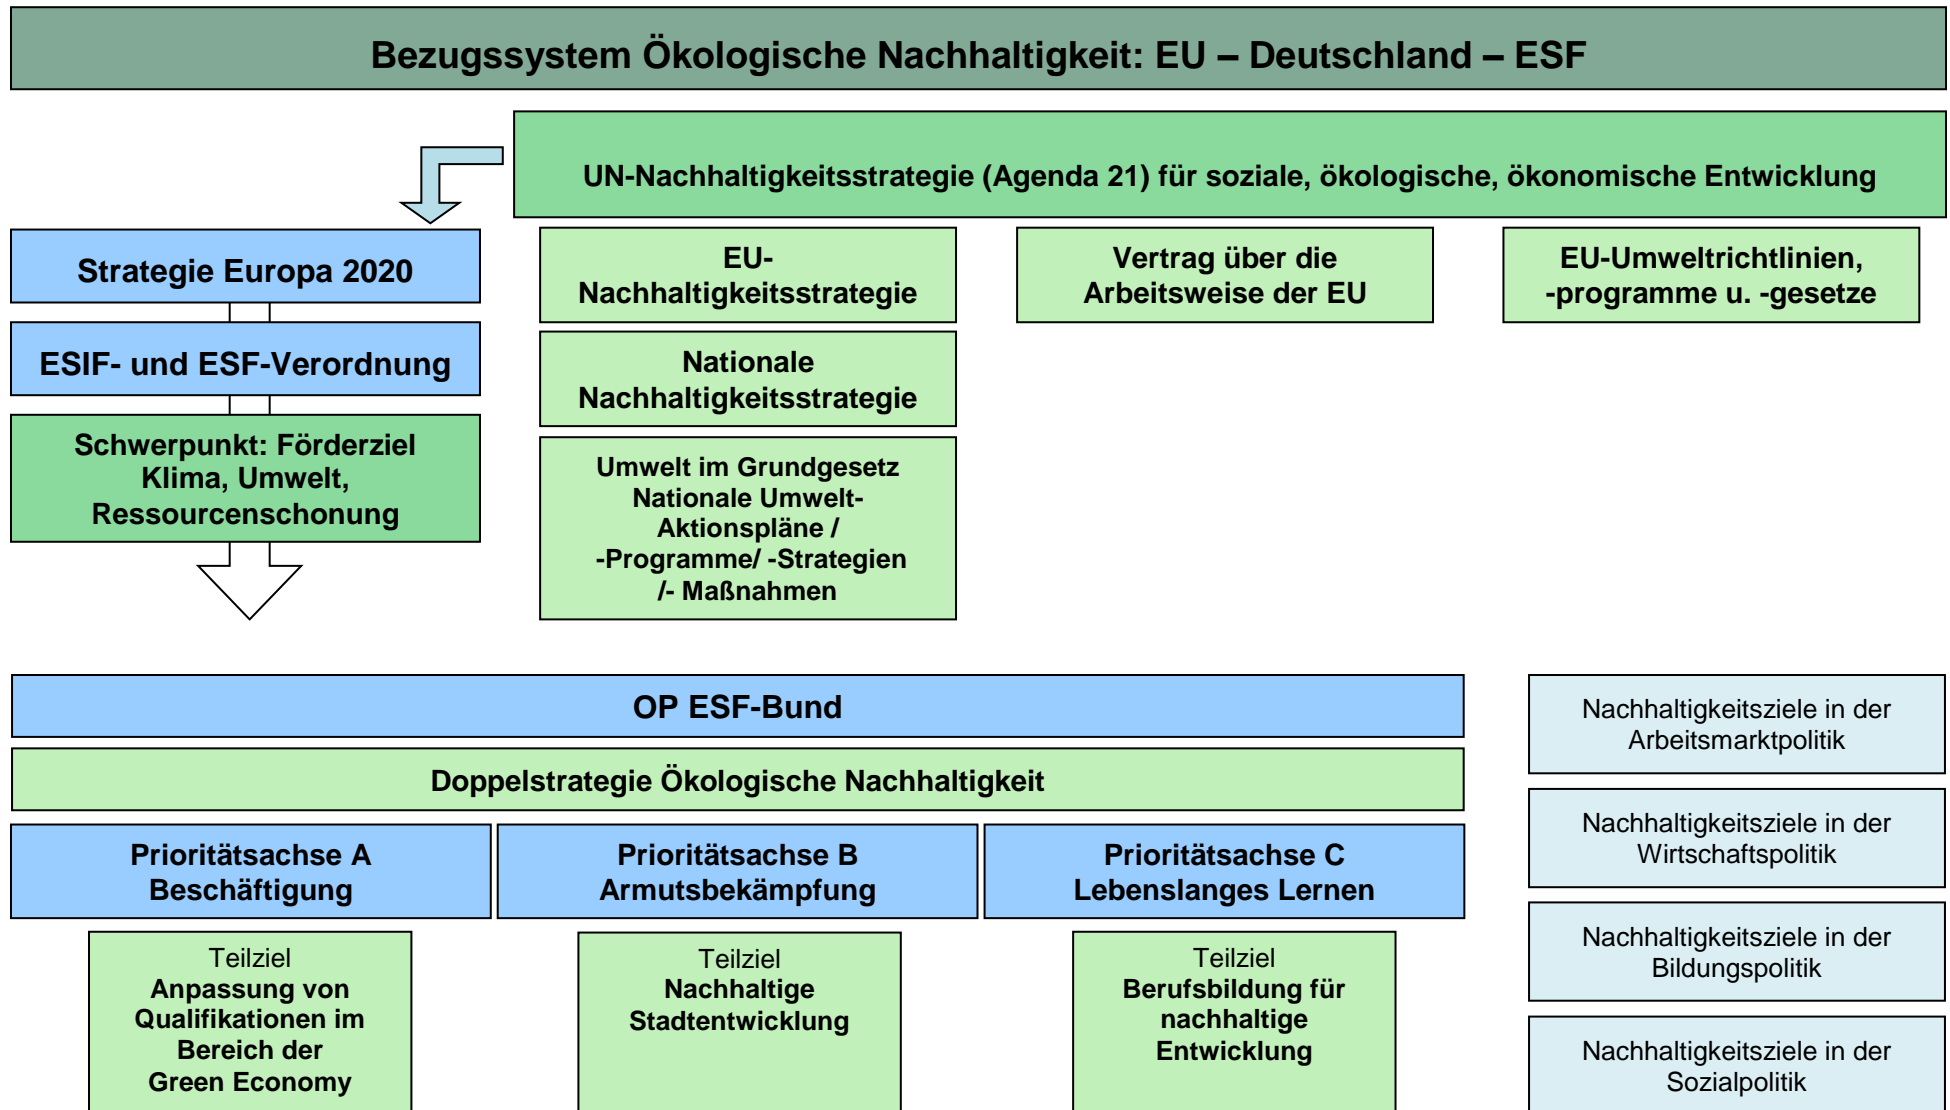 Bezugssystem Ökologische Nachhaltigkeit: EU – Deutschland – ESF
UN-Nachhaltigkeitsstrategie (Agenda 21) für soziale, ökologische, ökonomische Entwicklung
Strategie Europa 2020
ESIF- und ESF-Verordnung
Schwerpunkt: Förderziel
Klima, Umwelt,
Ressourcenschonung
EU-
Nachhaltigkeitsstrategie
Nationale
Nachhaltigkeitsstrategie
Umwelt im Grundgesetz
Nationale Umwelt-
Aktionspläne /
-Programme/ -Strategien
/- Maßnahmen
Vertrag über die
Arbeitsweise der EU
EU-Umweltrichtlinien,
-programme u. -gesetze
OP ESF-Bund
Doppelstrategie Ökologische Nachhaltigkeit
Prioritätsachse A
Beschäftigung
Teilziel
Anpassung von
Qualifikationen im
Bereich der
Green Economy
Prioritätsachse B
Armutsbekämpfung
Teilziel
Nachhaltige
Stadtentwicklung
Prioritätsachse C
Lebenslanges Lernen
Teilziel
Berufsbildung für
nachhaltige
Entwicklung
Nachhaltigkeitsziele in der
Arbeitsmarktpolitik
Nachhaltigkeitsziele in der
Wirtschaftspolitik
Nachhaltigkeitsziele in der
Bildungspolitik
Nachhaltigkeitsziele in der
Sozialpolitik